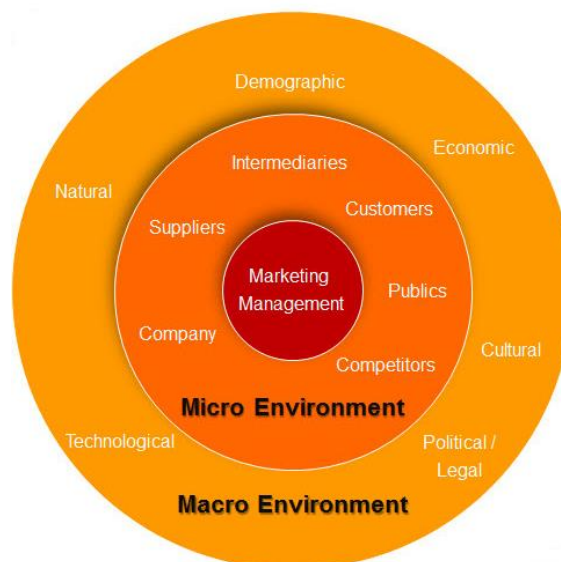 Demographic
Economic
Intermediaries
Natural
Customers
Suppliers
Marketing
Management
Publics
Company
Cultural
Competitors
Micro Environment
Technological
Political /
Legal
Macro Environment